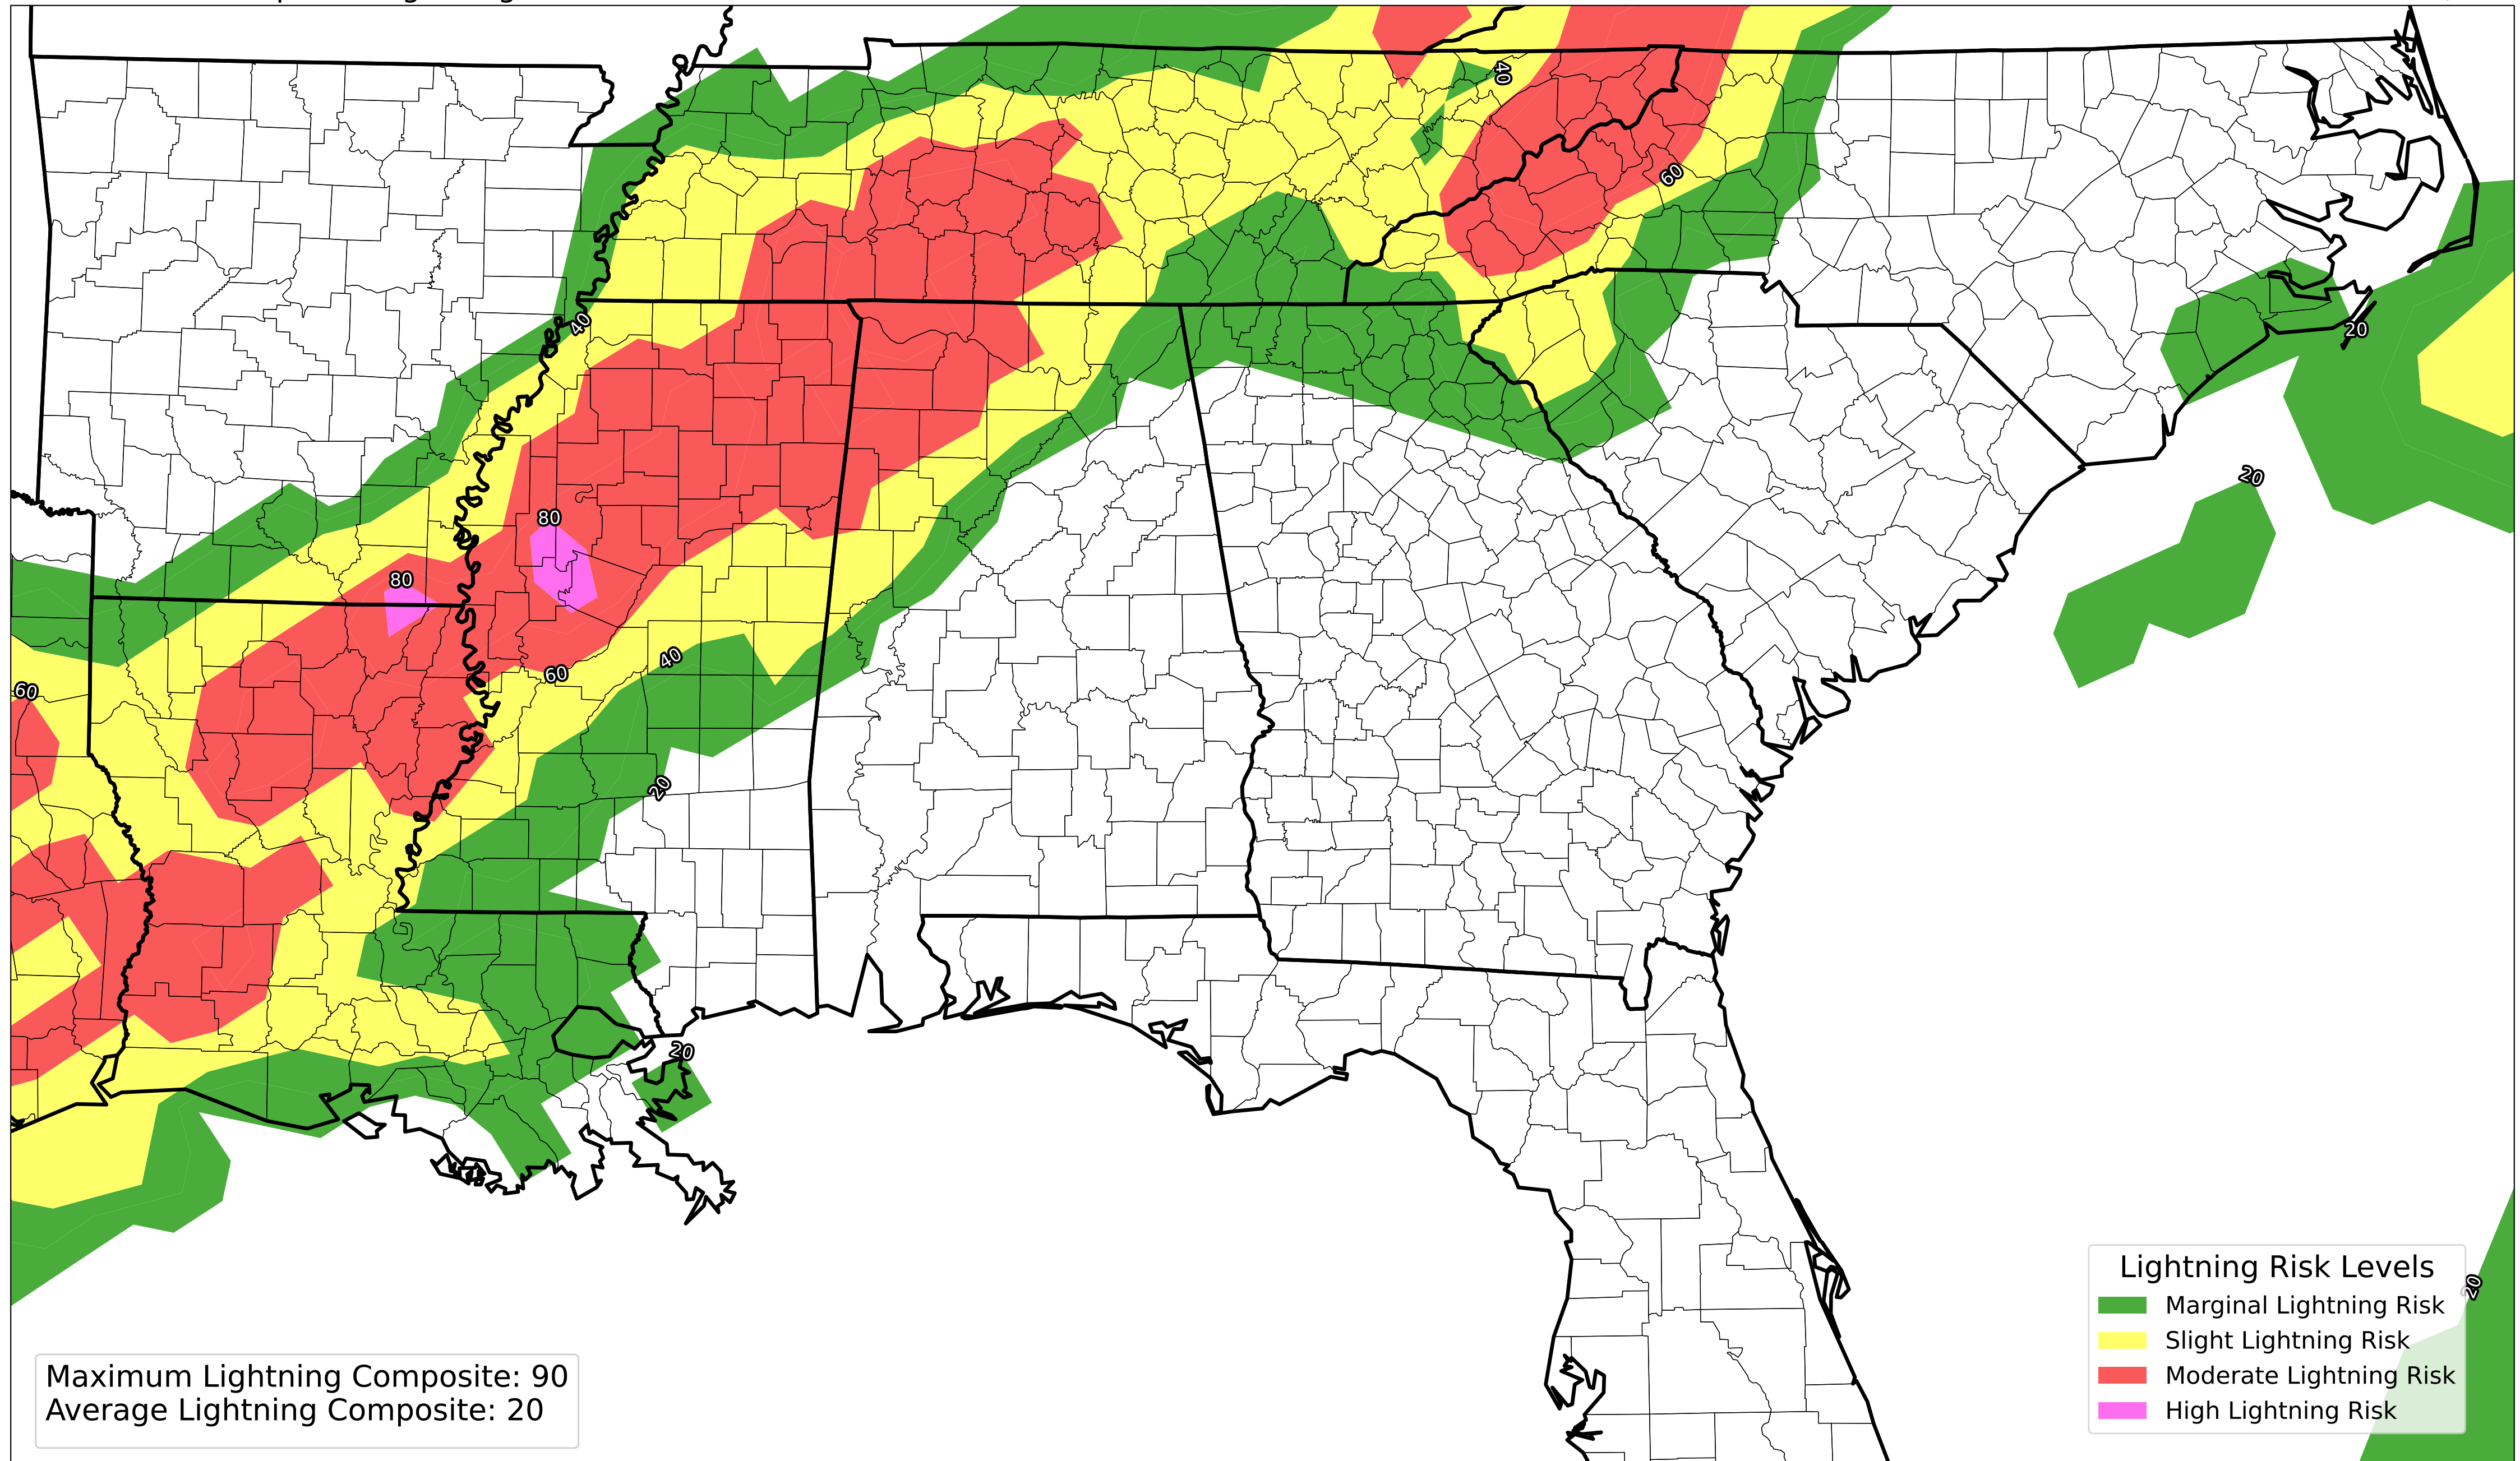 40
60
40
20
20
80
80
60
40
60
20
20
20
Lightning Risk Levels
Marginal Lightning Risk
Slight Lightning Risk
Moderate Lightning Risk
High Lightning Risk
Maximum Lightning Composite: 90
Average Lightning Composite: 20